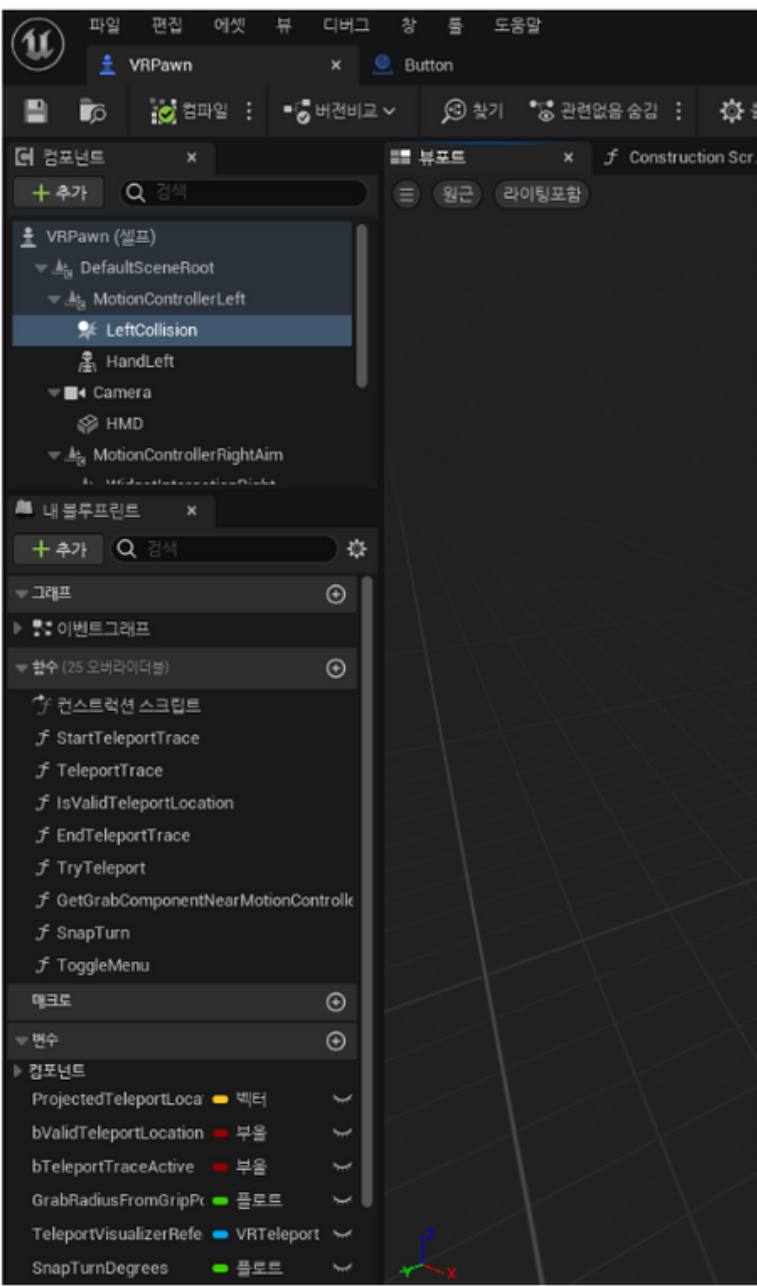 파일 편집 에셋 뷰 디버그 창 툴 도움말
VRPawn × Button
컴파일 버전비교 찾기 관련없음 숨김
컴포넌트 × 뷰포트 × Construction Scr.
+ 추가 검색 원근 라이팅포함
VRPawn (셀프)
DefaultSceneRoot
MotionControllerLeft
LeftCollision
HandLeft
Camera
HMD
MotionControllerRightAim
WidgetInteractionRight
내 블루프린트 ×
+ 추가 검색
그래프
이벤트그래프
함수 (25 오버라이더블)
컨스트럭션 스크립트
StartTeleportTrace
TeleportTrace
IsValidTeleportLocation
EndTeleportTrace
TryTeleport
GetGrabComponentNearMotionControlle
SnapTurn
ToggleMenu
매크로
변수
컴포넌트
ProjectedTeleportLoca 벡터
bValidTeleportLocation 부울
bTeleportTraceActive 부울
GrabRadiusFromGripPo 플로트
TeleportVisualizerRefe VRTeleport
SnapTurnDegrees 플로트
Z
Y X